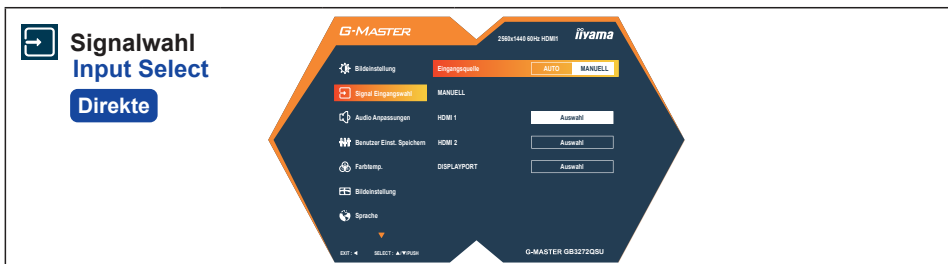 Signalwahl
Input Select
Direkte
G-MASTER
2560x1440 60Hz HDMI1
iiyama
Bildeinstellung
Eingangsquelle AUTO MANUELL
Signal Eingangswahl MANUELL
Audio Anpassungen HDMI 1 Auswahl
Benutzer Einst. Speichern HDMI 2 Auswahl
Farbtemp. DISPLAYPORT Auswahl
Bildeinstellung
Sprache
▼
EXIT : ◀ SELECT : ▲/▼/PUSH G-MASTER GB3272QSU